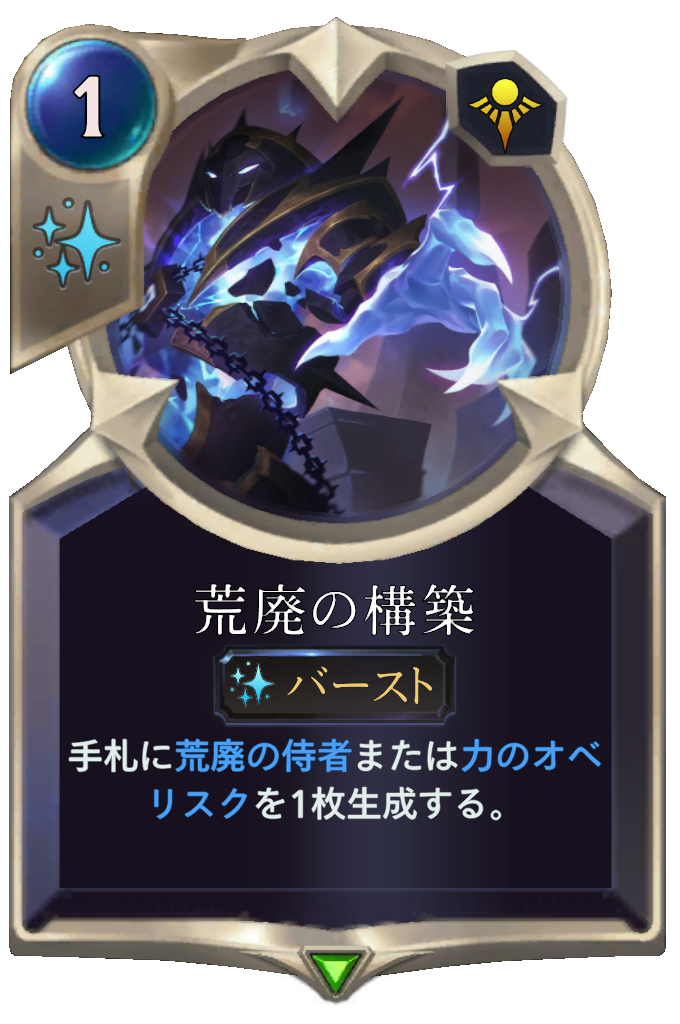 1
荒廃の構築
バースト
手札に荒廃の侍者または力のオベ
リスクを1枚生成する。